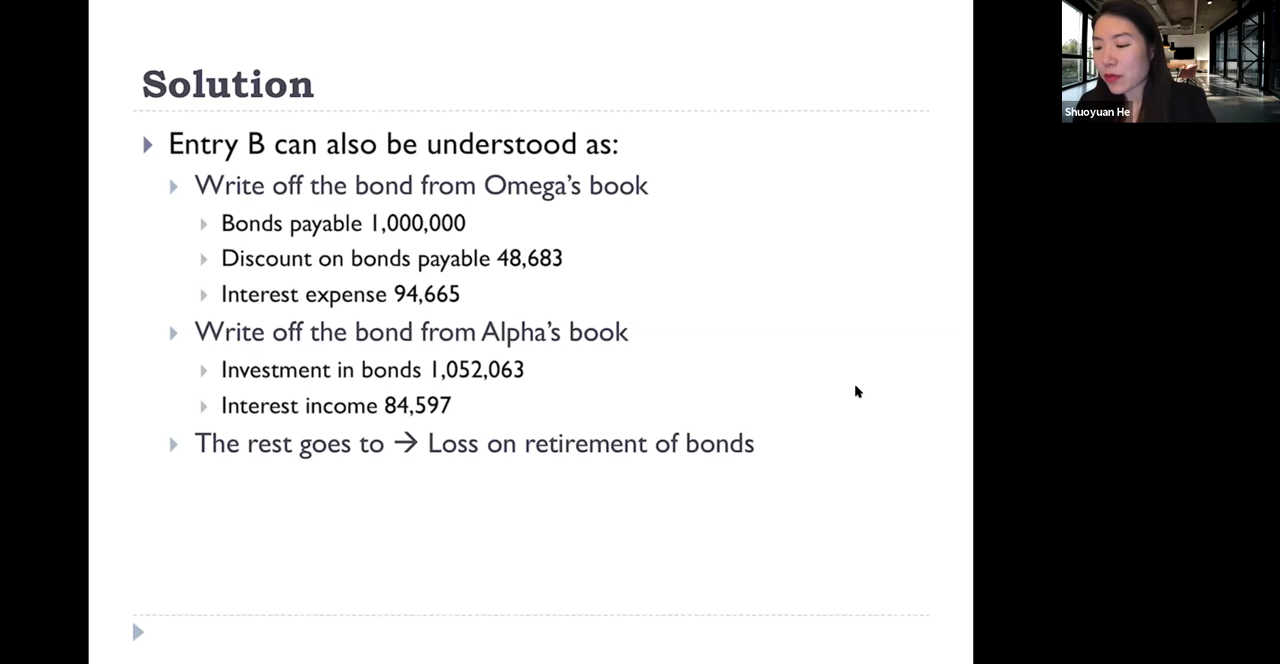 Solution
Entry B can also be understood as:
Write off the bond from Omega’s book
Bonds payable 1,000,000
Discount on bonds payable 48,683
Interest expense 94,665
Write off the bond from Alpha’s book
Investment in bonds 1,052,063
Interest income 84,597
The rest goes to → Loss on retirement of bonds
Shuoyuan He